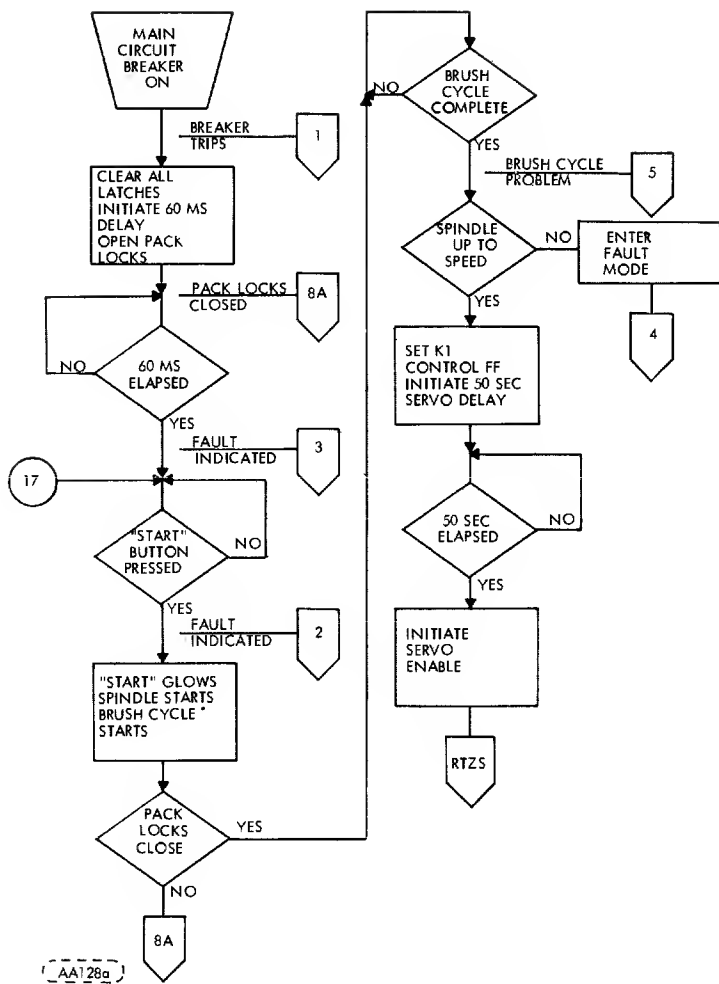 MAIN
CIRCUIT
BREAKER
ON
BREAKER
TRIPS
1
CLEAR ALL
LATCHES
INITIATE 60 MS
DELAY
OPEN PACK
LOCKS
PACK LOCKS
CLOSED
8A
60 MS
ELAPSED
NO
YES
FAULT
INDICATED
3
17
"START"
BUTTON
PRESSED
NO
YES
FAULT
INDICATED
2
"START" GLOWS
SPINDLE STARTS
BRUSH CYCLE
STARTS
PACK
LOCKS
CLOSE
YES
NO
8A
AA128a
BRUSH
CYCLE
COMPLETE
NO
YES
BRUSH CYCLE
PROBLEM
5
SPINDLE
UP TO
SPEED
NO
ENTER
FAULT
MODE
4
YES
SET K1
CONTROL FF
INITIATE 50 SEC
SERVO DELAY
50 SEC
ELAPSED
NO
YES
INITIATE
SERVO
ENABLE
RTZS